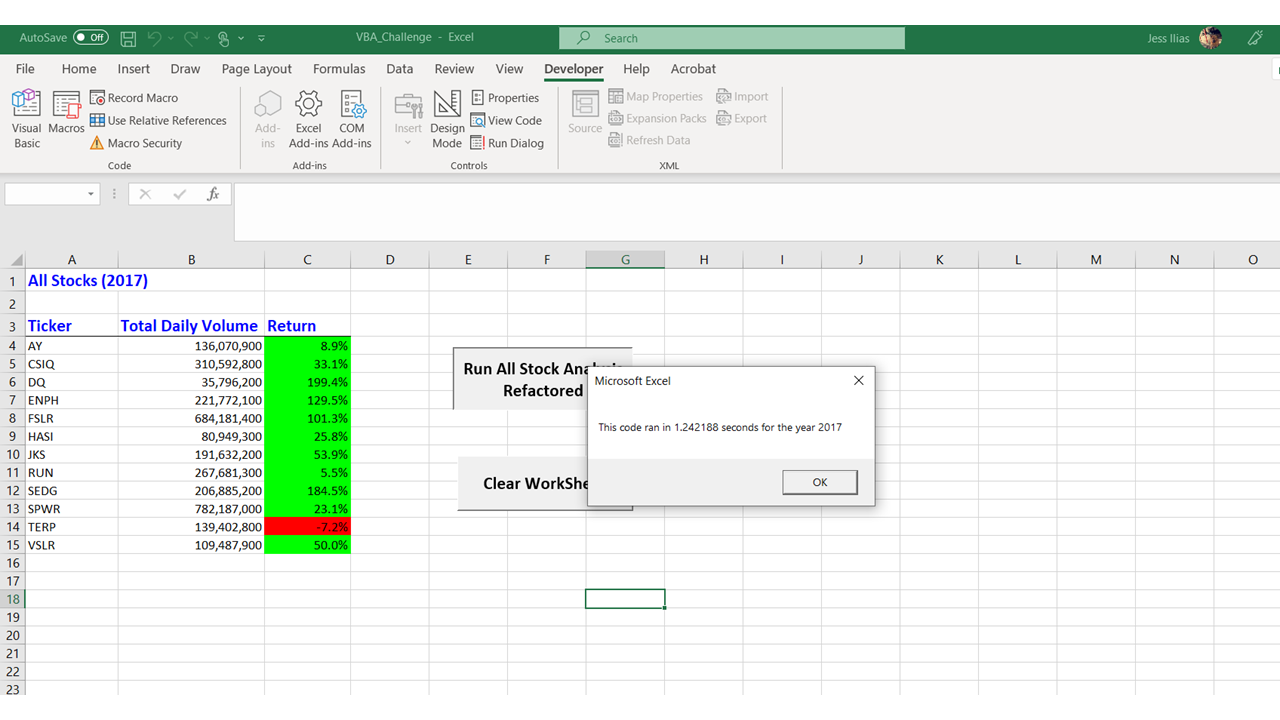 AutoSave Off VBA_Challenge - Excel Search Jess Ilias
File Home Insert Draw Page Layout Formulas Data Review View Developer Help Acrobat
Visual Basic
Macros
Record Macro
Use Relative References
Macro Security
Code
Add-ins
Excel Add-ins
COM Add-ins
Add-ins
Insert
Design Mode
Properties
View Code
Run Dialog
Controls
Source
Map Properties
Expansion Packs
Refresh Data
Import
Export
XML
fx
A B C D E F G H I J K L M N O
1 All Stocks (2017)
2
3 Ticker Total Daily Volume Return
4 AY 136,070,900 8.9%
5 CSIQ 310,592,800 33.1%
6 DQ 35,796,200 199.4%
7 ENPH 221,772,100 129.5%
8 FSLR 684,181,400 101.3%
9 HASI 80,949,300 25.8%
10 JKS 191,632,200 53.9%
11 RUN 267,681,300 5.5%
12 SEDG 206,885,200 184.5%
13 SPWR 782,187,000 23.1%
14 TERP 139,402,800 -7.2%
15 VSLR 109,487,900 50.0%
16
17
18
19
20
21
22
23
Run All Stock
Refactored
Clear
Microsoft Excel
This code ran in 1.242188 seconds for the year 2017
OK